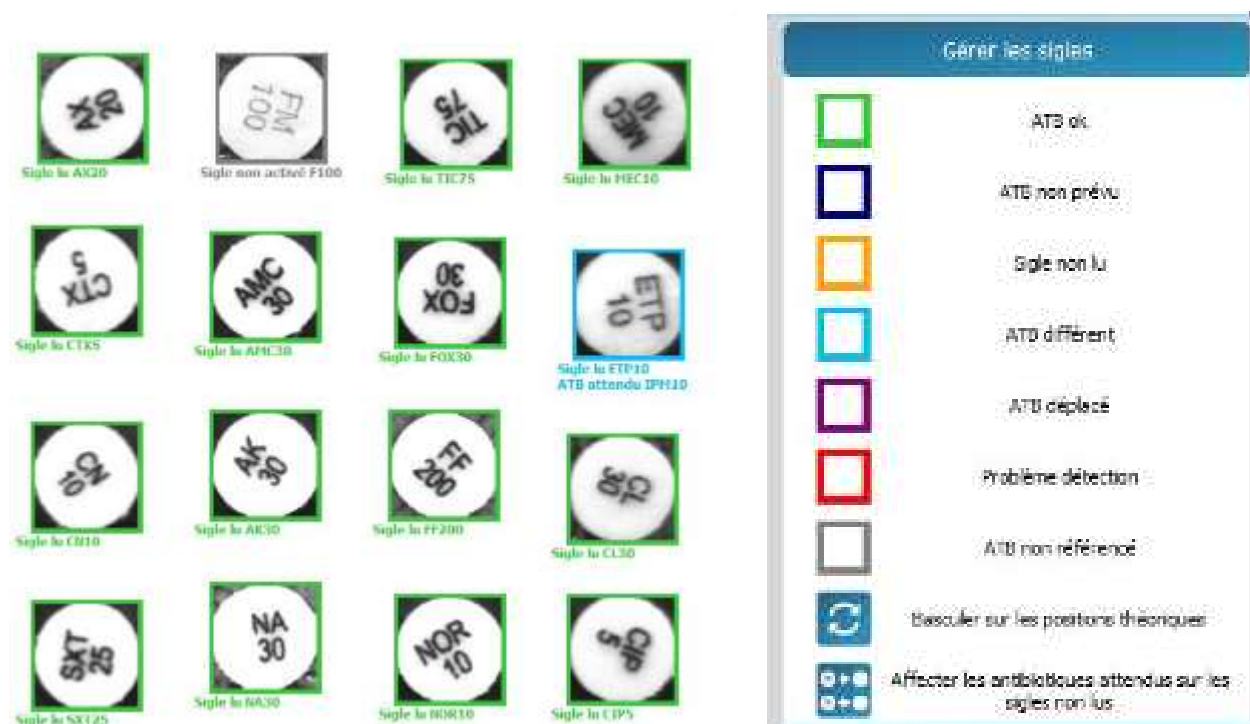 AX
20
Sigle lu AX20
FM
100
Sigle non activé F100
TIC
75
Sigle lu TIC75
MEC
10
Sigle lu MEC10
CTX
5
Sigle lu CTX5
AMC
30
Sigle lu AMC30
FOX
30
Sigle lu FOX30
ETP
10
Sigle lu ETP10
ATB attendu IPM10
CN
10
Sigle lu CN10
AK
30
Sigle lu AK30
FF
200
Sigle lu FF200
CL
30
Sigle lu CL30
SXT
25
Sigle lu SXT25
NA
30
Sigle lu NA30
NOR
10
Sigle lu NOR10
CIP
5
Sigle lu CIP5
Gérer les sigles
ATB ok
ATB non prévu
Sigle non lu
ATB différent
ATB déplacé
Problème détection
ATB non référencé
Basculer sur les positions théoriques
Affecter les antibiotiques attendus sur les
sigles non lus